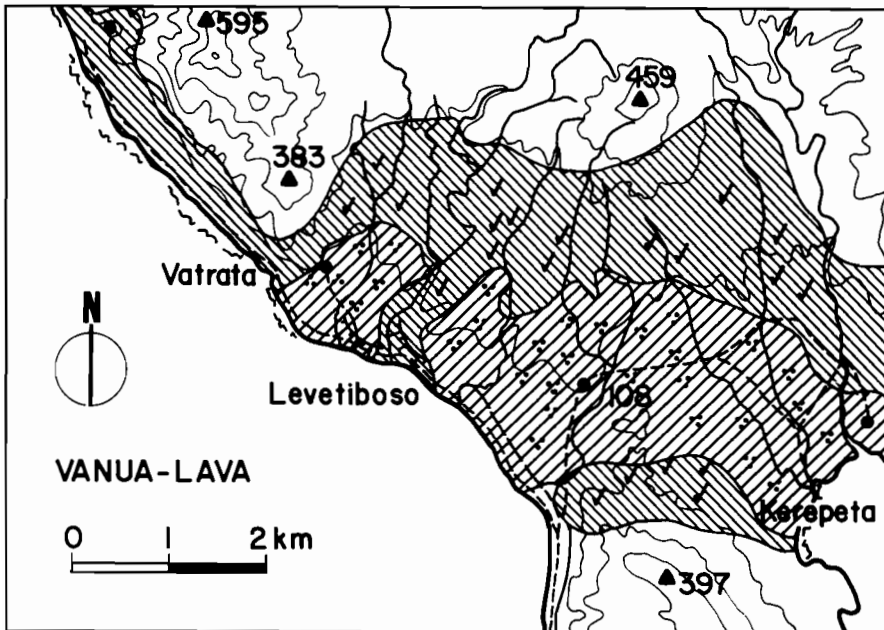 595
459
383
Vatrata
N
Levetiboso
108
VANUA-LAVA
Kerepeta
0 1 2 km
397